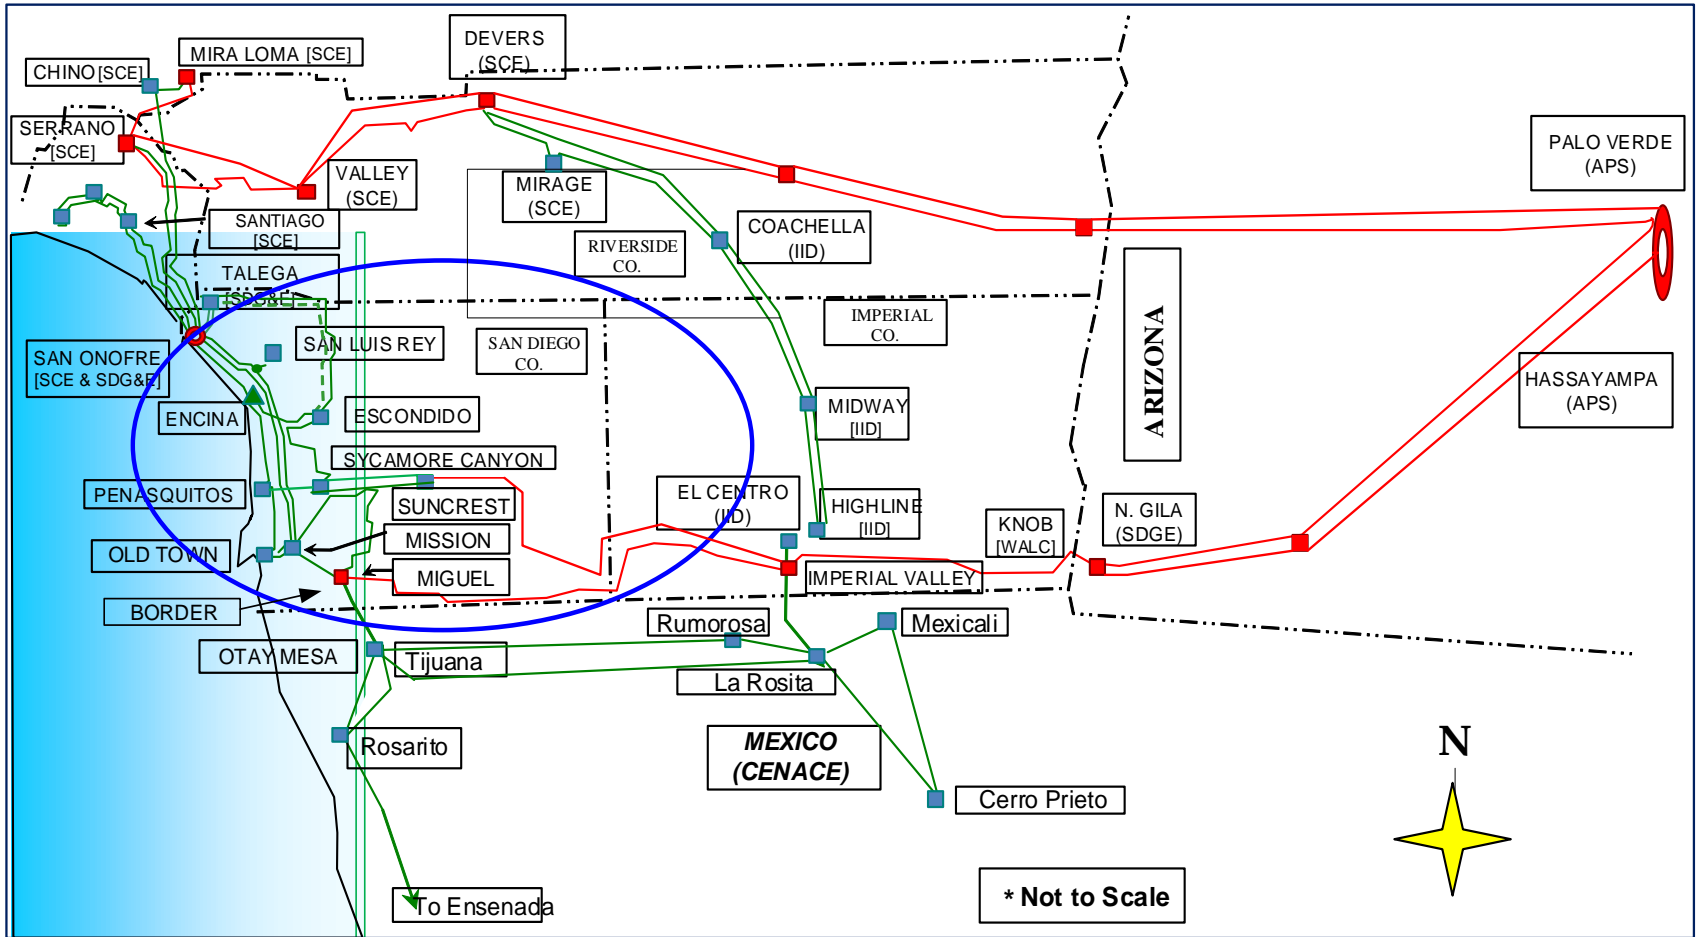 DEVERS
(SCE)
MIRA LOMA [SCE]
CHINO [SCE]
SERRANO
[SCE]
PALO VERDE
(APS)
VALLEY
(SCE)
MIRAGE
(SCE)
SANTIAGO
[SCE]
COACHELLA
(IID)
RIVERSIDE
CO.
TALEGA
[SDG&E]
IMPERIAL
CO.
SAN LUIS REY
SAN DIEGO
CO.
ARIZONA
SAN ONOFRE
[SCE & SDG&E]
HASSAYAMPA
(APS)
ENCINA
ESCONDIDO
MIDWAY
[IID]
SYCAMORE CANYON
PENASQUITOS
SUNCREST
EL CENTRO
(IID)
HIGHLINE
[IID]
KNOB
[WALC]
N. GILA
(SDGE)
OLD TOWN
MISSION
MIGUEL
IMPERIAL VALLEY
BORDER
Rumorosa
Mexicali
OTAY MESA
Tijuana
La Rosita
Rosarito
MEXICO
(CENACE)
N
Cerro Prieto
To Ensenada
* Not to Scale